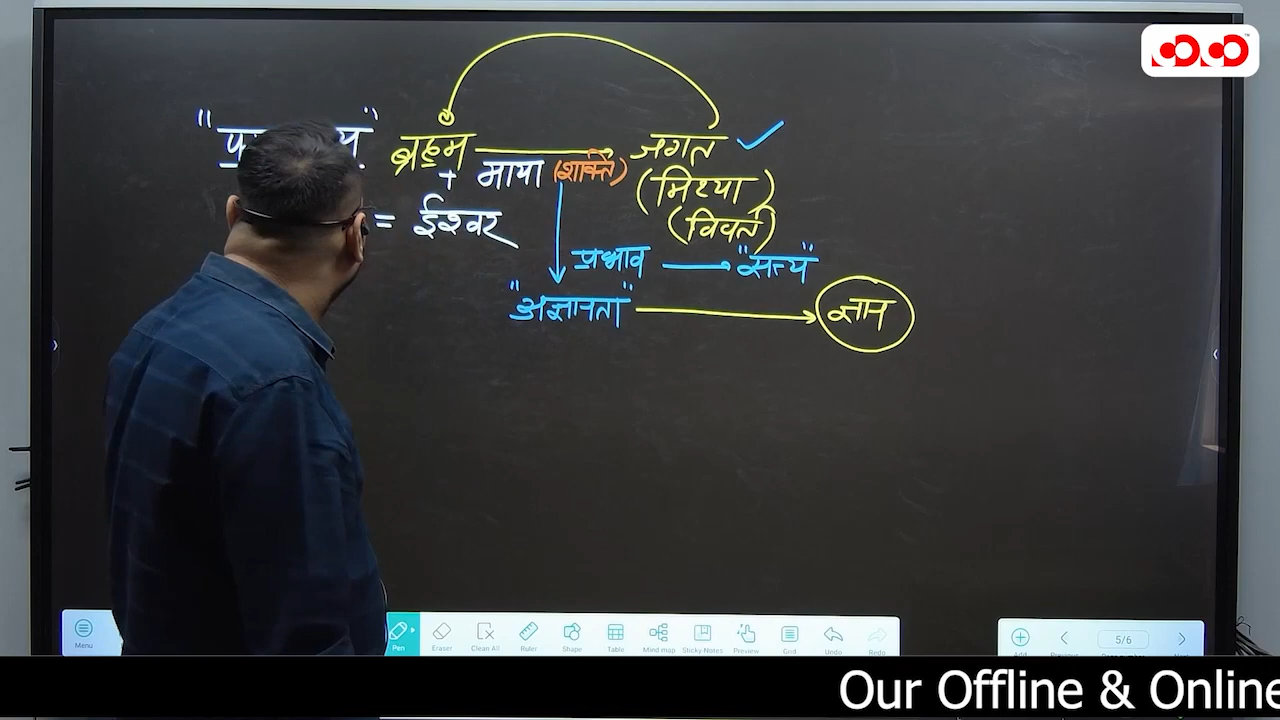 ब्रह्म जगत ✓
+ माया (शक्ति) (मिथ्या)
= ईश्वर (विवर्त)
प्रभाव "सत्य"
"अज्ञानता" ज्ञान
Menu Pen Eraser Clean All Ruler Shape Table Mind map Sticky-Notes Preview Grid Undo Redo Add 5/6
Our Offline & Online